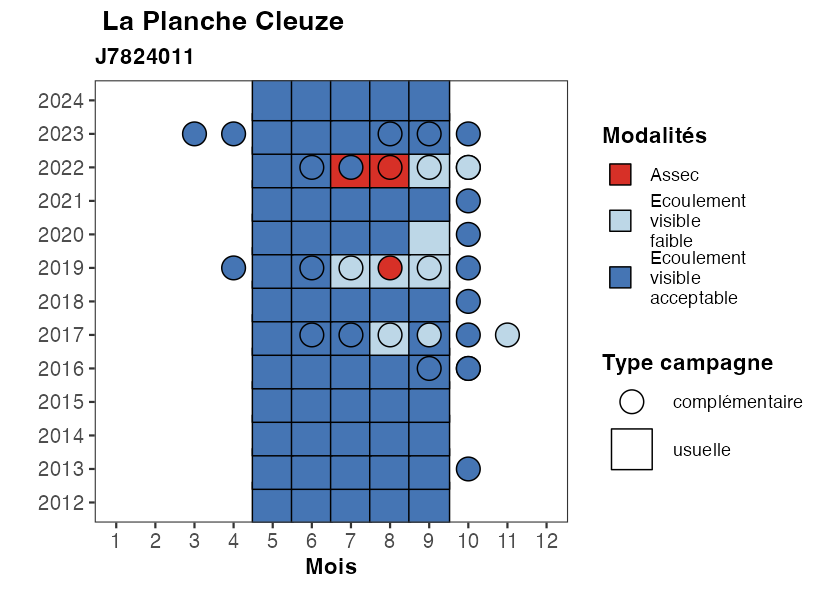 La Planche Cleuze
J7824011
2024
2023
2022
2021
2020
2019
2018
2017
2016
2015
2014
2013
2012
1 2 3 4 5 6 7 8 9 10 11 12
Mois
Modalités
Assec
Ecoulement
visible
faible
Ecoulement
visible
acceptable
Type campagne
complémentaire
usuelle